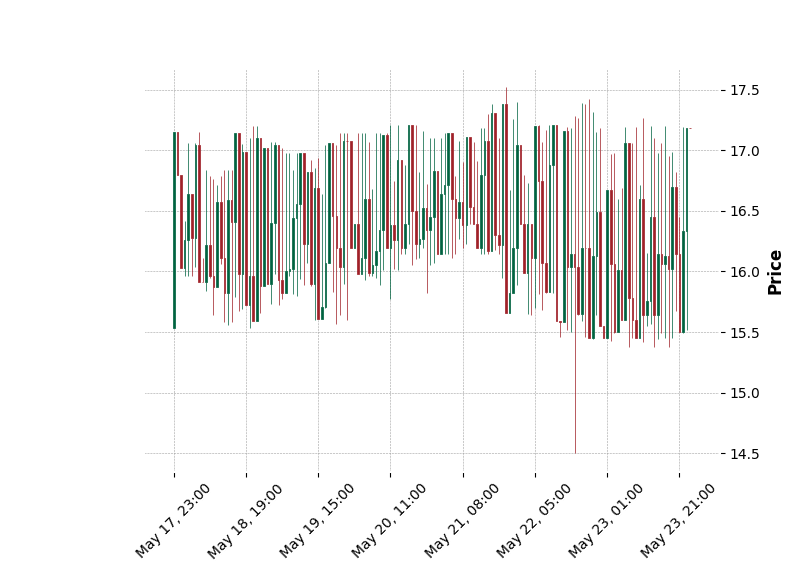 17.5
17.0
16.5
16.0
15.5
15.0
14.5
Price
May 17, 23:00
May 18, 19:00
May 19, 15:00
May 20, 11:00
May 21, 08:00
May 22, 05:00
May 23, 01:00
May 23, 21:00